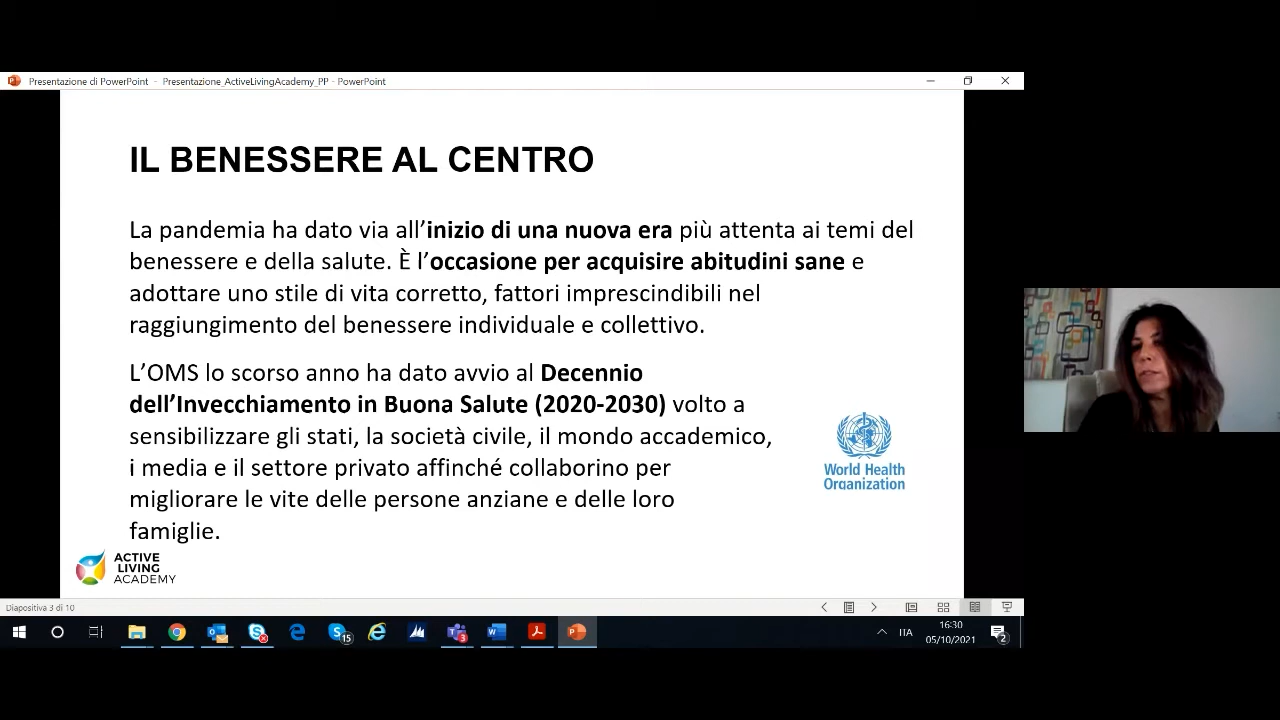 Presentazione di PowerPoint - Presentazione_ActiveLivingAcademy_PP - PowerPoint
IL BENESSERE AL CENTRO
La pandemia ha dato via all’inizio di una nuova era più attenta ai temi del
benessere e della salute. È l’occasione per acquisire abitudini sane e
adottare uno stile di vita corretto, fattori imprescindibili nel
raggiungimento del benessere individuale e collettivo.
L’OMS lo scorso anno ha dato avvio al Decennio
dell’Invecchiamento in Buona Salute (2020-2030) volto a
sensibilizzare gli stati, la società civile, il mondo accademico,
i media e il settore privato affinché collaborino per
migliorare le vite delle persone anziane e delle loro
famiglie.
World Health
Organization
ACTIVE
LIVING
ACADEMY
Diapositiva 3 di 10
15
3
ITA
16:30
05/10/2021
2